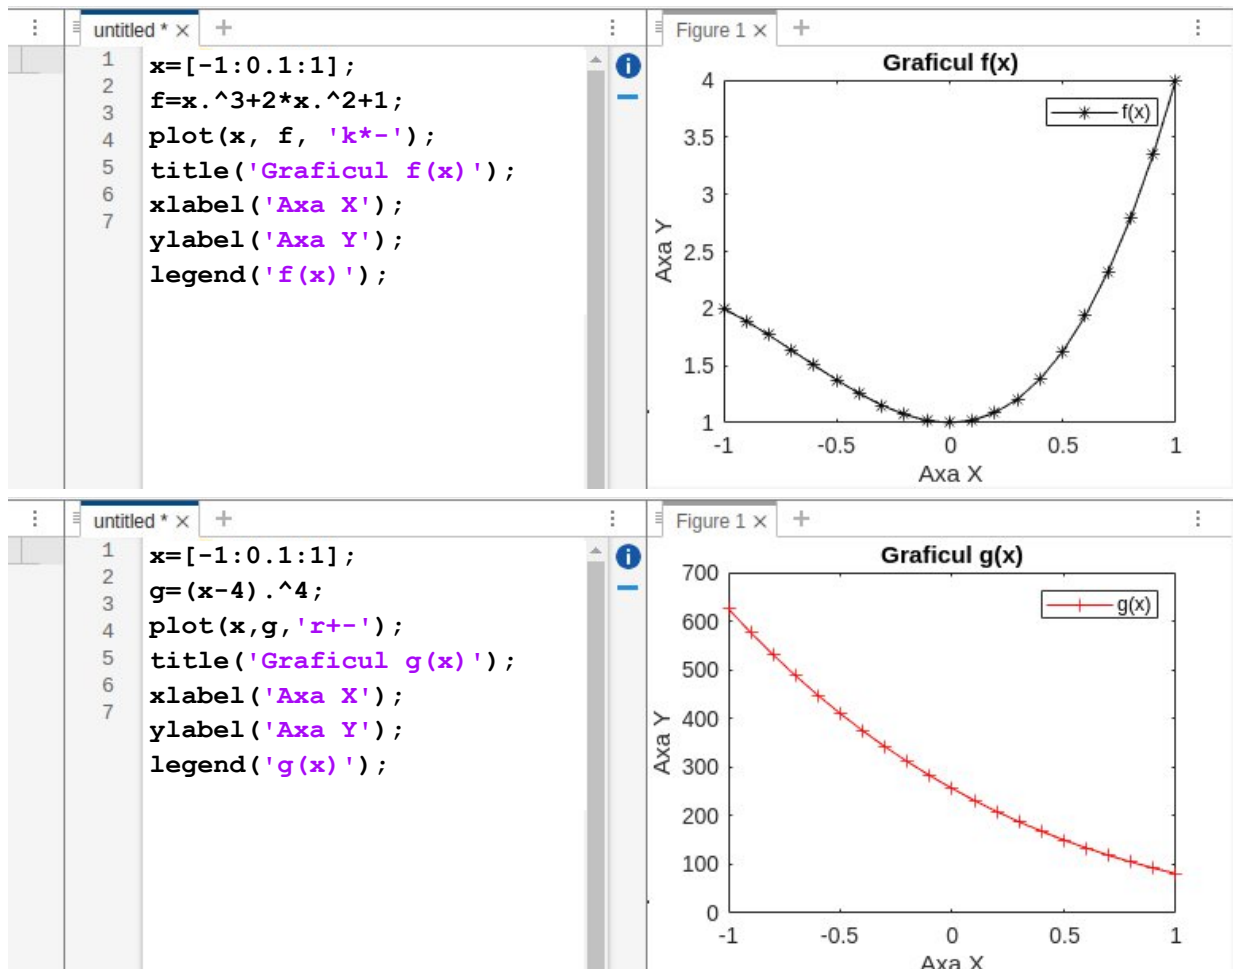 untitled * × +
Figure 1 × +
1 x=[-1:0.1:1];
2 f=x.^3+2*x.^2+1;
3 plot(x, f, 'k*-');
4 title('Graficul f(x)');
5 xlabel('Axa X');
6 ylabel('Axa Y');
7 legend('f(x)');
Graficul f(x)
f(x)
4
3.5
3
2.5
2
1.5
1
Axa Y
-1 -0.5 0 0.5 1
Axa X
untitled * × +
Figure 1 × +
1 x=[-1:0.1:1];
2 g=(x-4).^4;
3 plot(x,g,'r+-');
4 title('Graficul g(x)');
5 xlabel('Axa X');
6 ylabel('Axa Y');
7 legend('g(x)');
Graficul g(x)
g(x)
700
600
500
400
300
200
100
0
Axa Y
-1 -0.5 0 0.5 1
Axa X